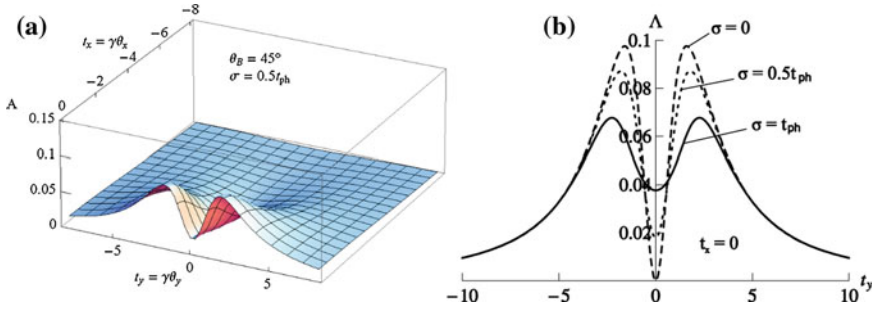 (a)
t_x = γθ_x
−8
−6
−4
−2
0
θ_B = 45°
σ = 0.5t_ph
Λ
0.15
0.1
0.05
0
−5
0
5
t_y = γθ_y
(b)
Λ
0.1
0.08
0.06
0.04
0.02
σ = 0
σ = 0.5t_ph
σ = t_ph
t_x = 0
−10
−5
0
5
10
t_y